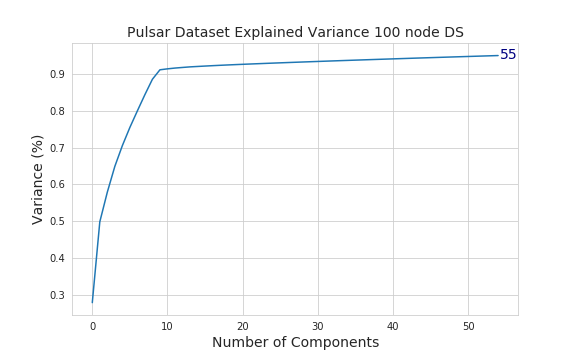 Pulsar Dataset Explained Variance 100 node DS
55
0.9
0.8
0.7
0.6
0.5
0.4
0.3
Variance (%)
0 10 20 30 40 50
Number of Components